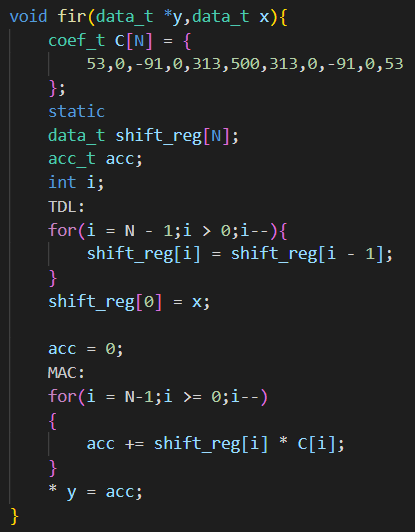 void fir(data_t *y,data_t x){
    coef_t C[N] = {
        53,0,-91,0,313,500,313,0,-91,0,53
    };
    static
    data_t shift_reg[N];
    acc_t acc;
    int i;
    TDL:
    for(i = N - 1;i > 0;i--){
        shift_reg[i] = shift_reg[i - 1];
    }
    shift_reg[0] = x;

    acc = 0;
    MAC:
    for(i = N-1;i >= 0;i--)
    {
        acc += shift_reg[i] * C[i];
    }
    * y = acc;
}